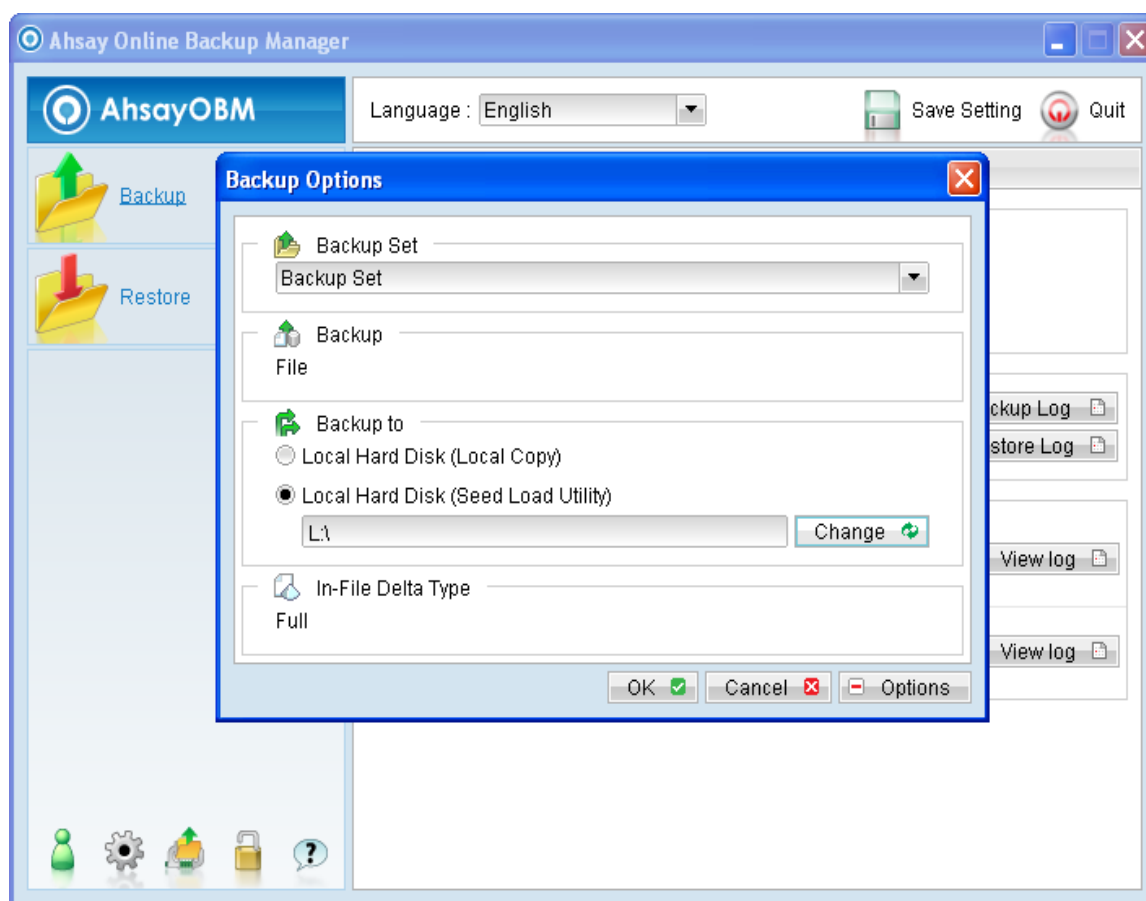 Ahsay Online Backup Manager
AhsayOBM
Language : English
Save Setting
Quit
Backup
Restore
Backup Options
Backup Set
Backup Set
Backup
File
Backup to
Local Hard Disk (Local Copy)
Local Hard Disk (Seed Load Utility)
L:\
Change
In-File Delta Type
Full
OK
Cancel
Options
ckup Log
store Log
View log
View log